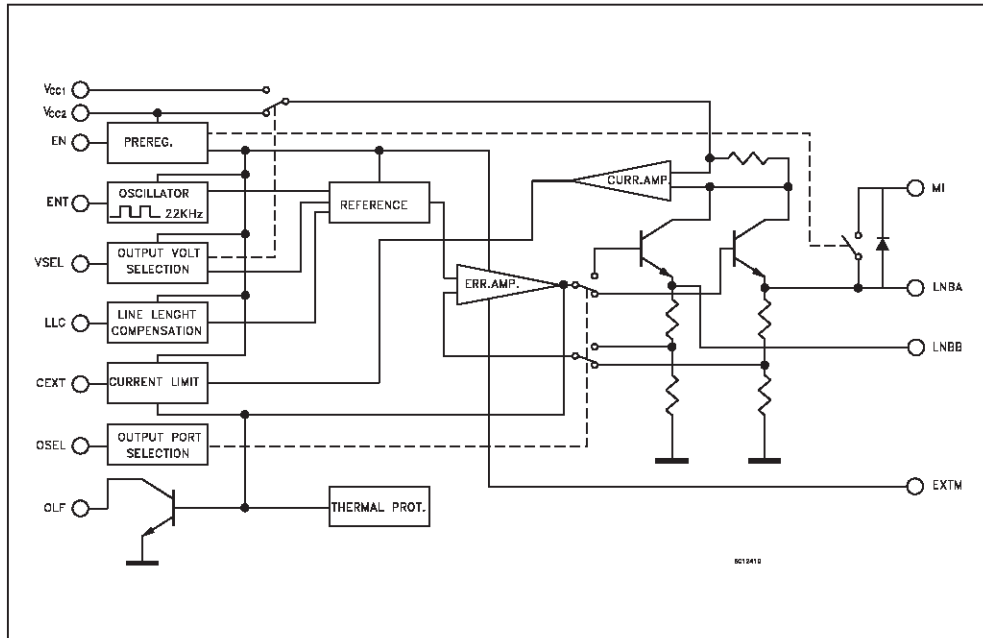 VCC1
VCC2
EN
PREREG.
ENT
OSCILLATOR
22KHz
REFERENCE
CURR.AMP.
MI
VSEL
OUTPUT VOLT
SELECTION
ERR.AMP.
LNBA
LLC
LINE LENGHT
COMPENSATION
LNBB
CEXT
CURRENT LIMIT
OSEL
OUTPUT PORT
SELECTION
OLF
THERMAL PROT.
EXTM